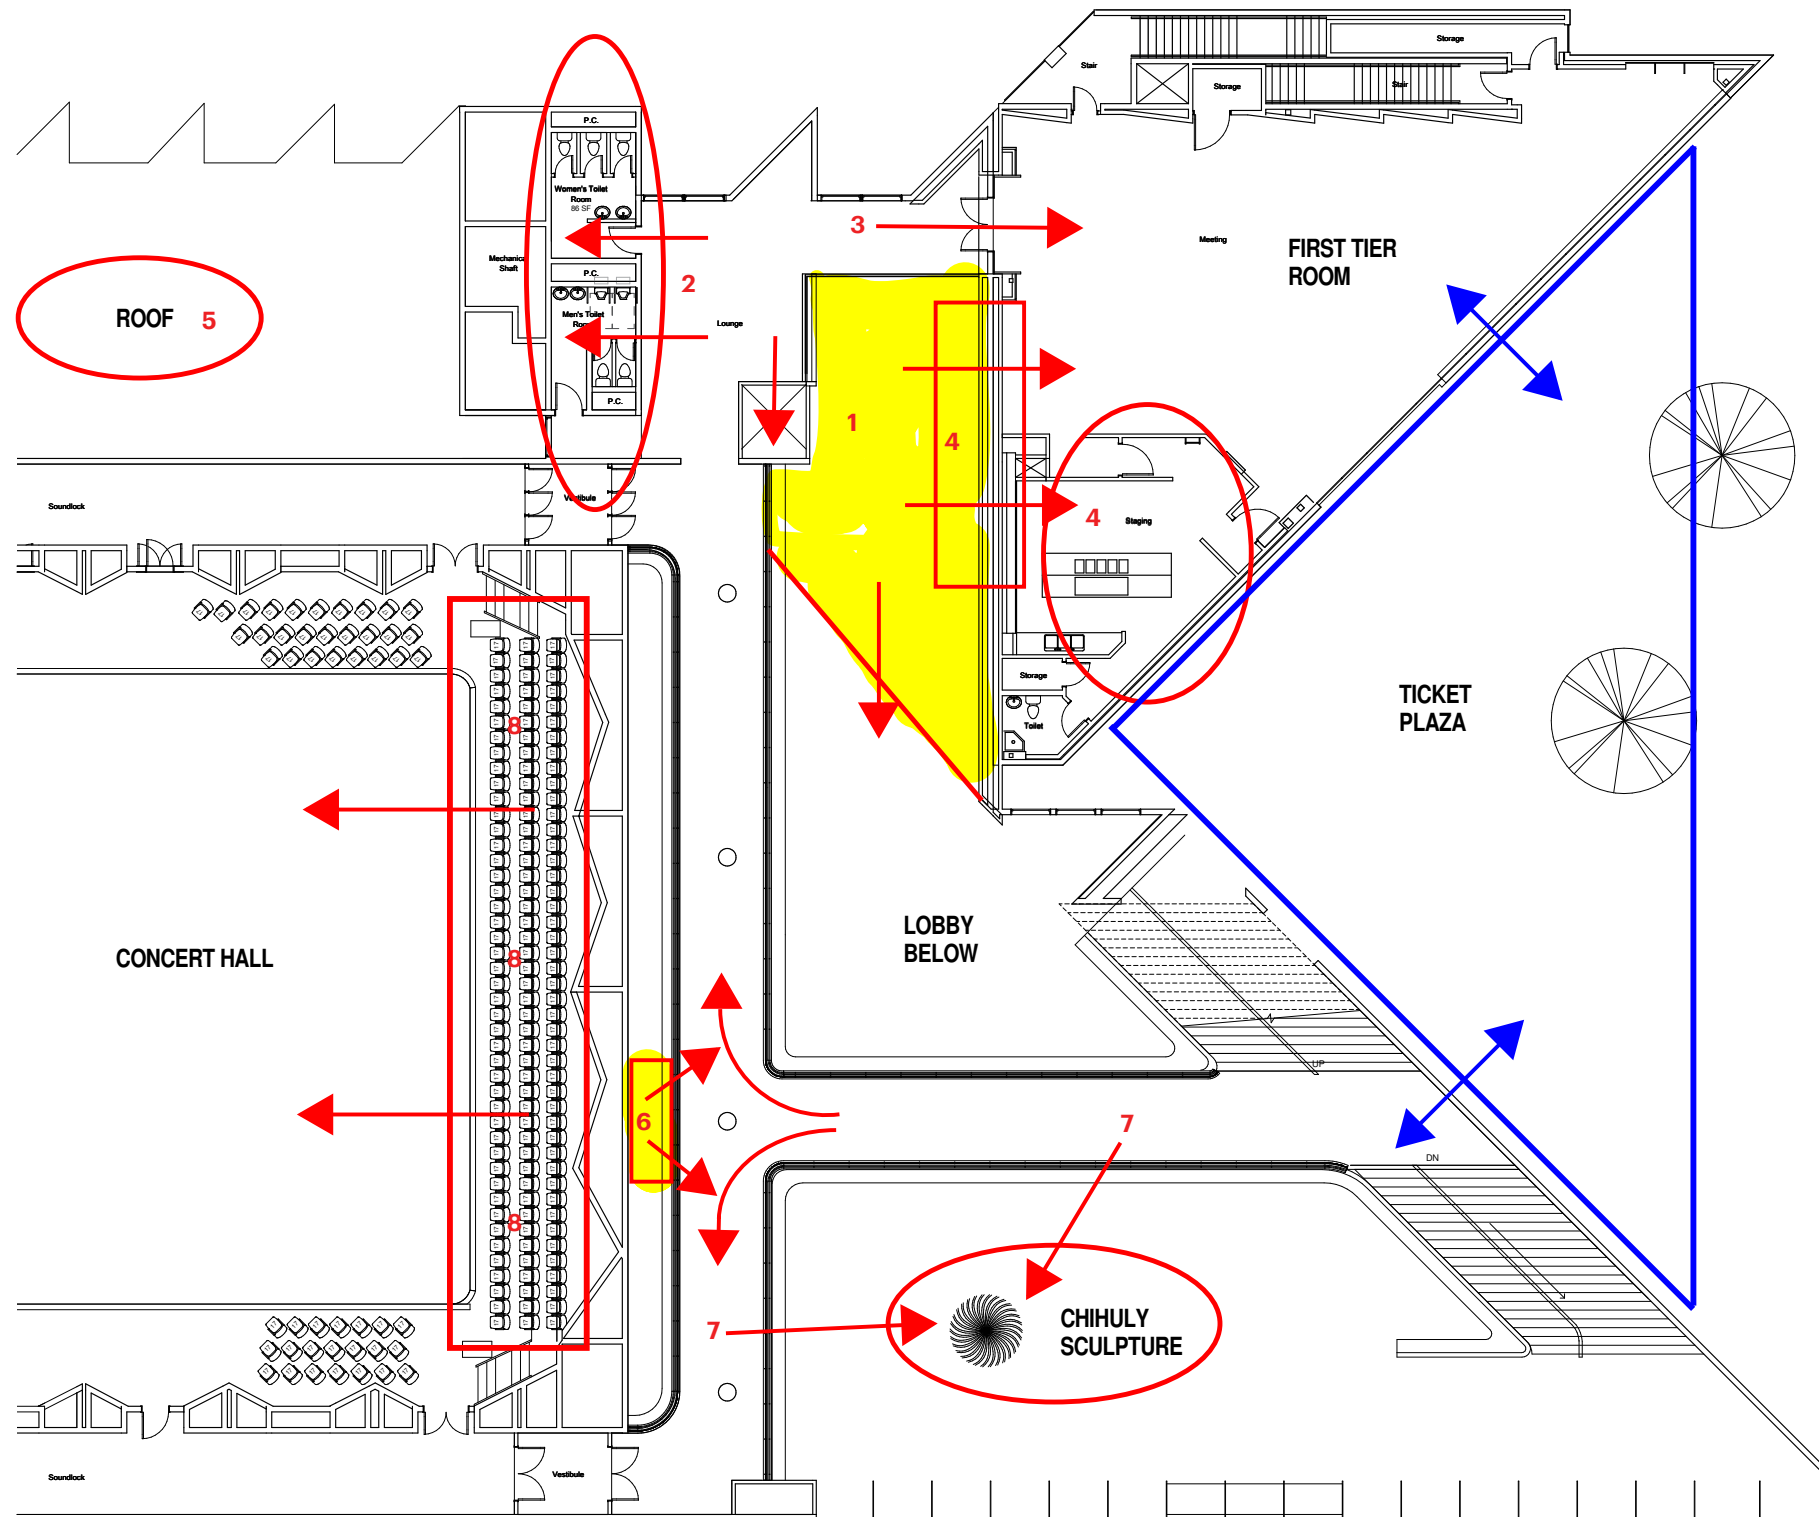 Storage
Stair
Storage
Stair
P.C.
Women's Toilet
Room
86 SF
3
Meeting
FIRST TIER
ROOM
Mechanical
Shaft
P.C.
2
ROOF
5
Men's Toilet
Room
Lounge
P.C.
1
4
Soundlock
Vestibule
4
Staging
Storage
Toilet
TICKET
PLAZA
8
LOBBY
BELOW
CONCERT HALL
8
UP
6
7
DN
8
7
CHIHULY
SCULPTURE
Soundlock
Vestibule